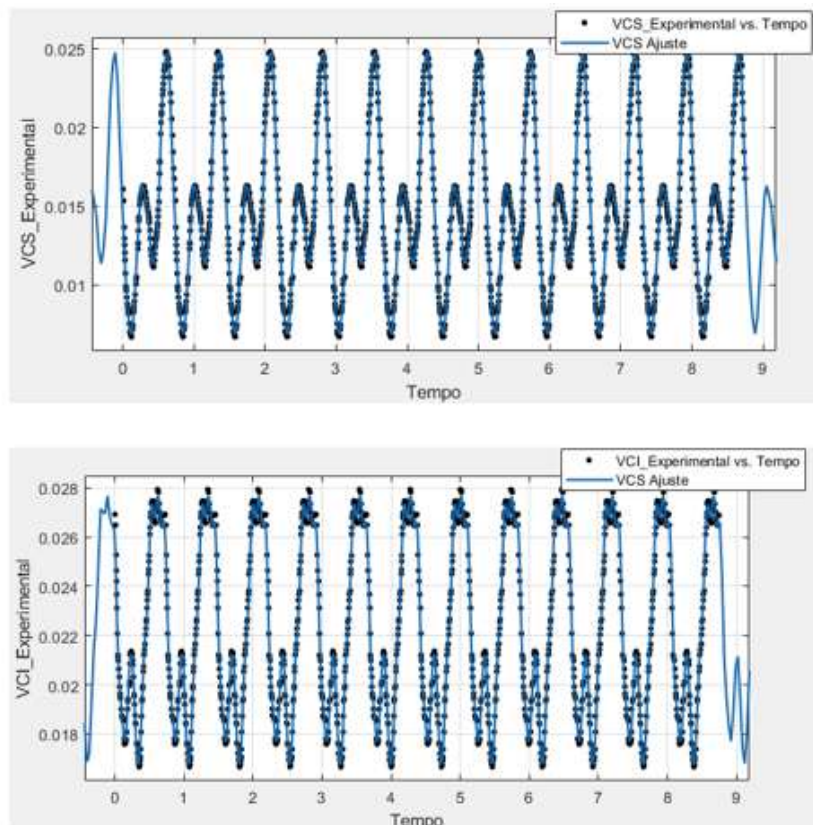 VCS_Experimental vs. Tempo
VCS Ajuste
0.025
0.02
0.015
0.01
VCS_Experimental
0 1 2 3 4 5 6 7 8 9
Tempo
VCI_Experimental vs. Tempo
VCS Ajuste
0.028
0.026
0.024
0.022
0.02
0.018
VCI_Experimental
0 1 2 3 4 5 6 7 8 9
Tempo